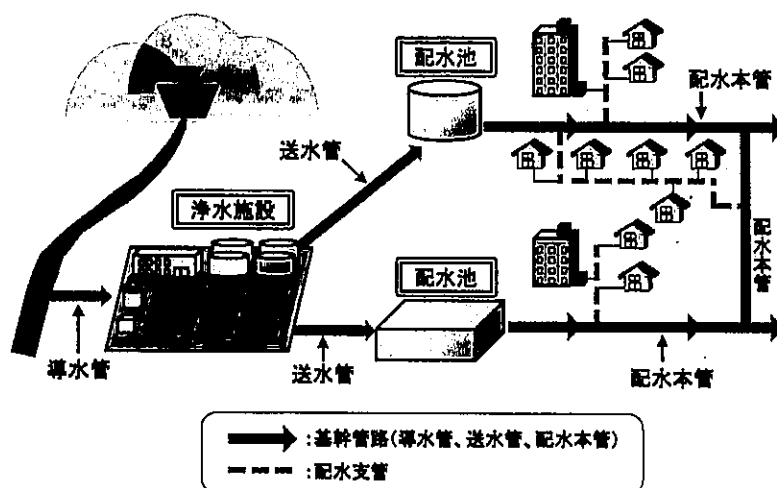 配水池
配水本管
送水管
浄水施設
配水池
配水本管
導水管
送水管
配水本管
:基幹管路(導水管、送水管、配水本管)
:配水支管